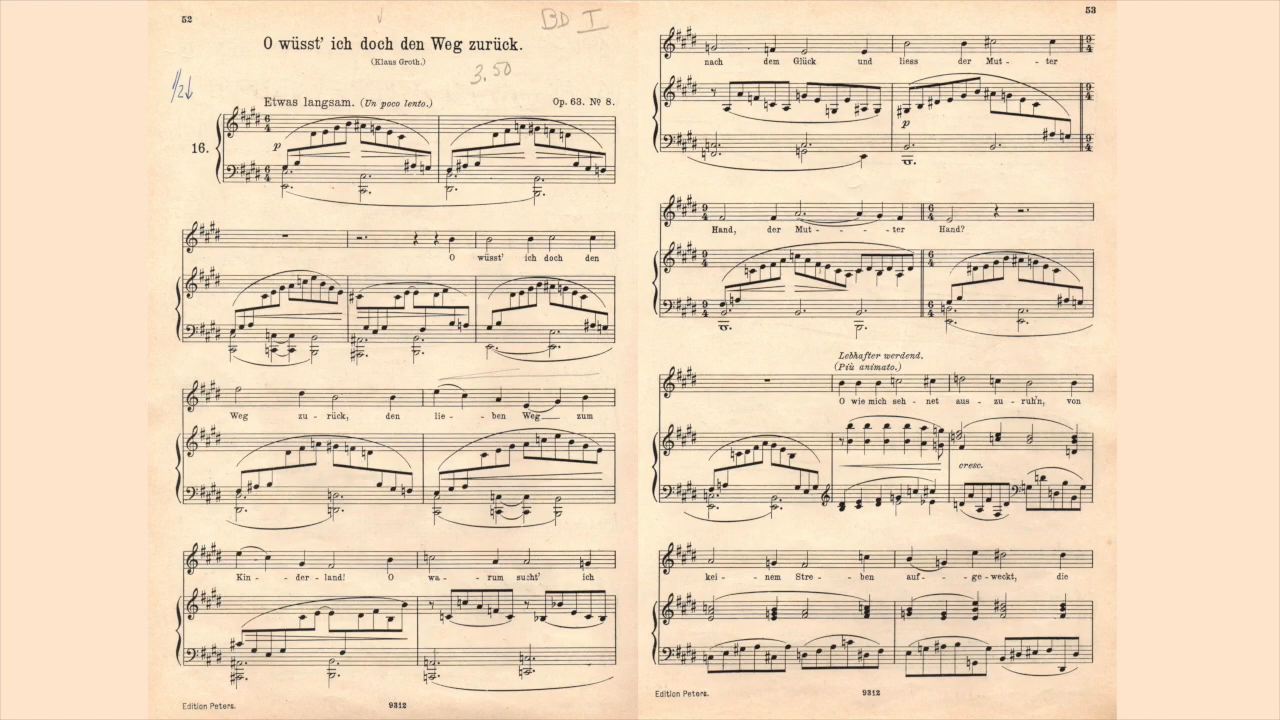 52
BD I
O wüsst' ich doch den Weg zurück.
(Klaus Groth.)
3.50
Etwas langsam. (Un poco lento.)
Op. 63. No 8.
16.
p
O wüsst' ich doch den
Weg zu - rück, den lie - ben Weg zum
Kin - der - land! O wa - rum sucht' ich
Edition Peters.
9312
53
nach dem Glück und liess der Mut - ter
p
Hand, der Mut - ter Hand?
Lebhafter werdend.
(Più animato.)
O wie mich seh - net aus - zu - ruh'n, von
cresc.
kei - nem Stre - ben auf - ge - weckt, die
Edition Peters.
9312